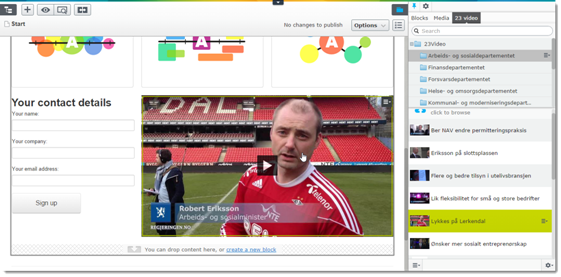 No changes to publish
Options
Start
Your contact details
Your name:
Your company:
Your email address:
Sign up
DAL
Telenor
Robert Eriksson
Arbeids- og sosialminister
REGJERINGEN.NO
You can drop content here, or create a new block
Blocks
Media
23 video
Search
23Video
Arbeids- og sosialdepartementet
Finansdepartementet
Forsvarsdepartementet
Helse- og omsorgsdepartementet
Kommunal- og moderniseringsdepart...
click to browse
Ber NAV endre permitteringspraksis
Eriksson på slottsplassen
Flere og bedre tilsyn i utelivsbransjen
Lik fleksibilitet for små og store bedrifter
Lykkes på Lerkendal
Ønsker mer sosialt entreprenørskap